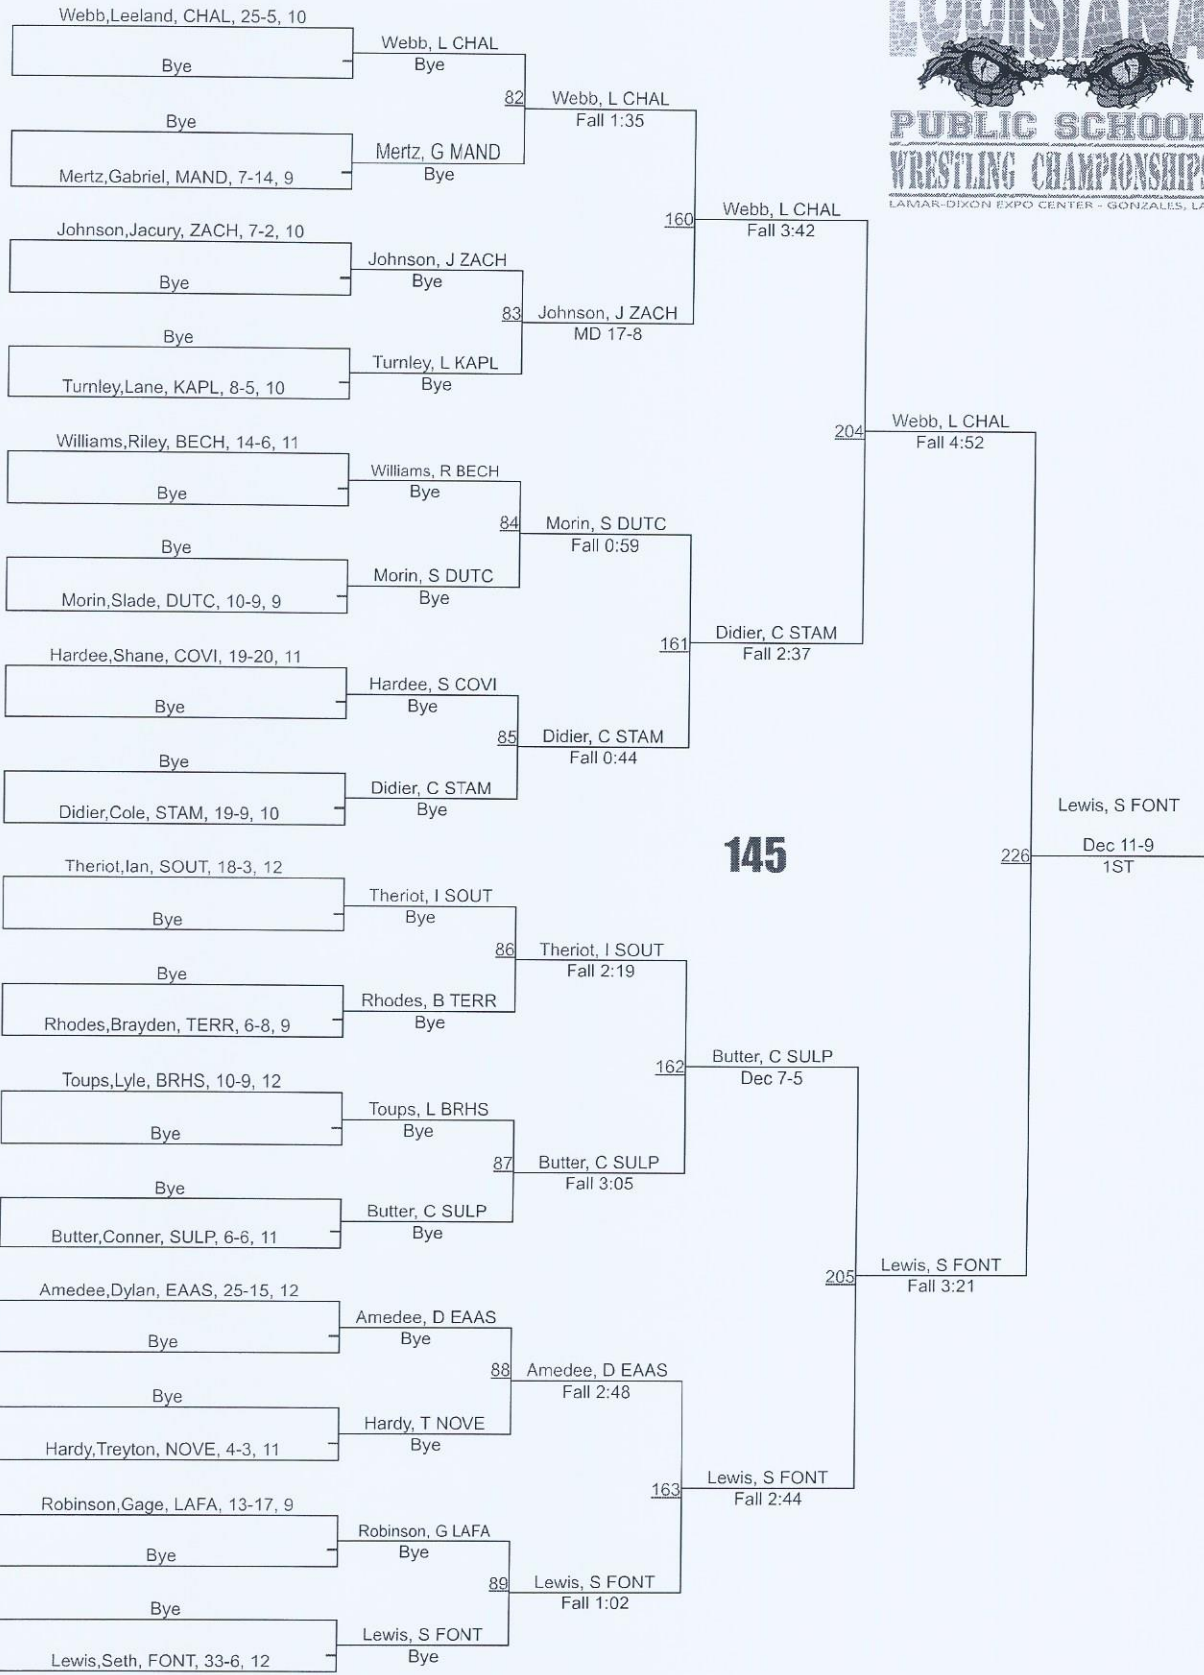 Webb,Leeland, CHAL, 25-5, 10
Bye
Bye
Mertz,Gabriel, MAND, 7-14, 9
Johnson,Jacury, ZACH, 7-2, 10
Bye
Bye
Turnley,Lane, KAPL, 8-5, 10
Williams,Riley, BECH, 14-6, 11
Bye
Bye
Morin,Slade, DUTC, 10-9, 9
Hardee,Shane, COVI, 19-20, 11
Bye
Bye
Didier,Cole, STAM, 19-9, 10
Theriot,Ian, SOUT, 18-3, 12
Bye
Bye
Rhodes,Brayden, TERR, 6-8, 9
Toups,Lyle, BRHS, 10-9, 12
Bye
Bye
Butter,Conner, SULP, 6-6, 11
Amedee,Dylan, EAAS, 25-15, 12
Bye
Bye
Hardy,Treyton, NOVE, 4-3, 11
Robinson,Gage, LAFA, 13-17, 9
Bye
Bye
Lewis,Seth, FONT, 33-6, 12
Webb, L CHAL
Bye
82
Mertz, G MAND
Bye
Johnson, J ZACH
Bye
83
Turnley, L KAPL
Bye
Williams, R BECH
Bye
84
Morin, S DUTC
Bye
Hardee, S COVI
Bye
85
Didier, C STAM
Bye
Theriot, I SOUT
Bye
86
Rhodes, B TERR
Bye
Toups, L BRHS
Bye
87
Butter, C SULP
Bye
Amedee, D EAAS
Bye
88
Hardy, T NOVE
Bye
Robinson, G LAFA
Bye
89
Lewis, S FONT
Bye
Webb, L CHAL
Fall 1:35
160
Johnson, J ZACH
MD 17-8
Morin, S DUTC
Fall 0:59
161
Didier, C STAM
Fall 0:44
Theriot, I SOUT
Fall 2:19
162
Butter, C SULP
Fall 3:05
Amedee, D EAAS
Fall 2:48
163
Lewis, S FONT
Fall 1:02
Webb, L CHAL
Fall 3:42
204
Didier, C STAM
Fall 2:37
145
Butter, C SULP
Dec 7-5
205
Lewis, S FONT
Fall 2:44
LOUISIANA
PUBLIC SCHOOL
WRESTLING CHAMPIONSHIPS
LAMAR-DIXON EXPO CENTER - GONZALES, LA
Webb, L CHAL
Fall 4:52
226
Lewis, S FONT
Fall 3:21
Lewis, S FONT
Dec 11-9
1ST